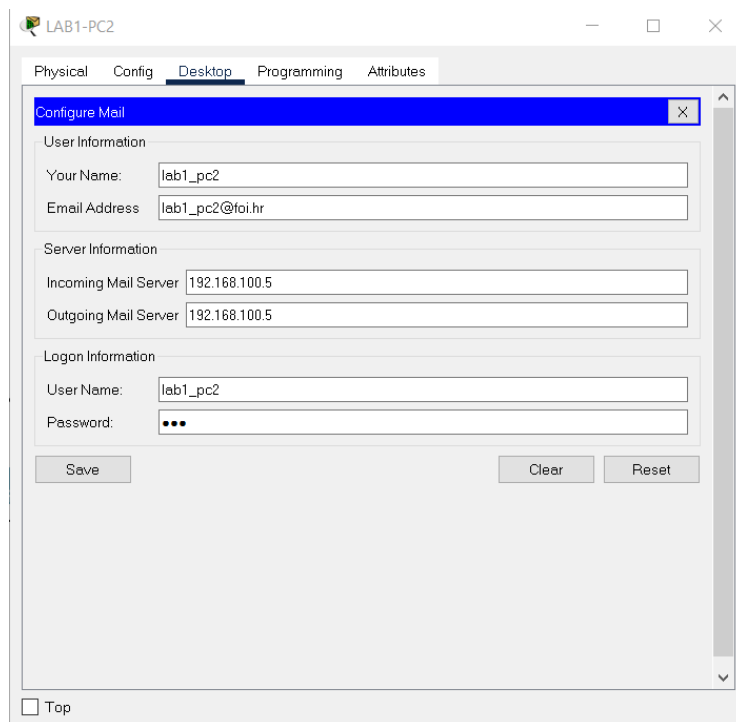 LAB1-PC2
Physical Config Desktop Programming Attributes
Configure Mail X
User Information
Your Name: lab1_pc2
Email Address lab1_pc2@foi.hr
Server Information
Incoming Mail Server 192.168.100.5
Outgoing Mail Server 192.168.100.5
Logon Information
User Name: lab1_pc2
Password: •••
Save Clear Reset
Top